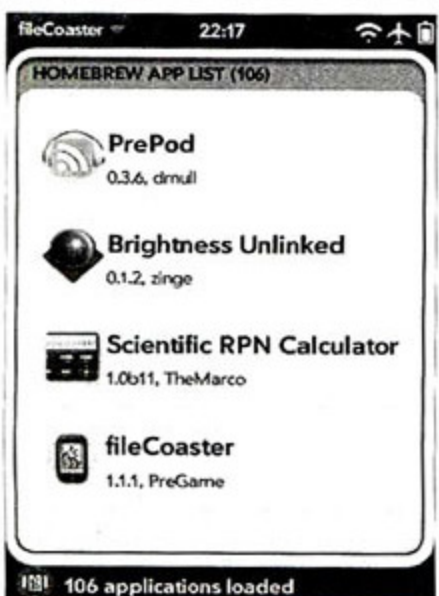 fileCoaster 22:17
HOMEBREW APP LIST (106)
PrePod
0.3.6, drnull
Brightness Unlinked
0.1.2, zinge
Scientific RPN Calculator
1.0b11, TheMarco
fileCoaster
1.1.1, PreGame
106 applications loaded